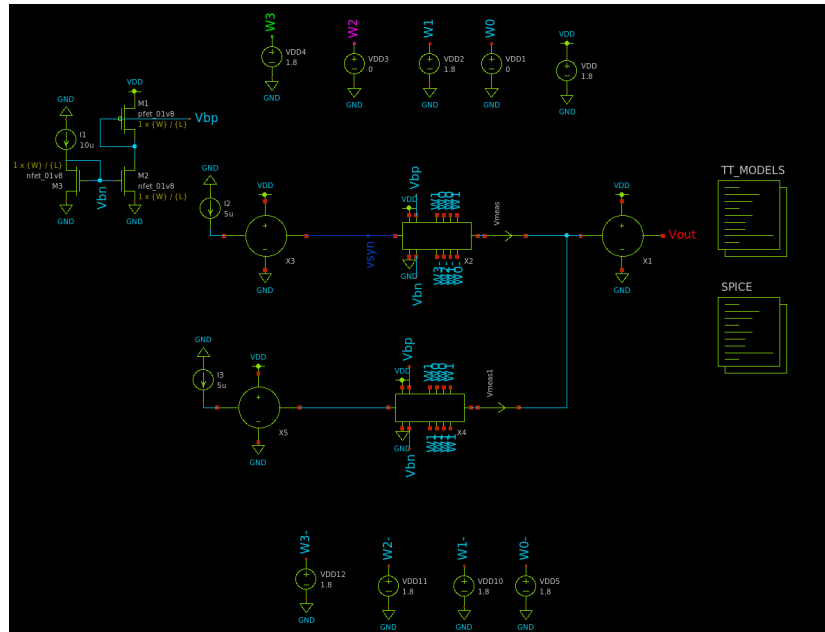 W3
W2
W1
W0
VDD4
1.8
GND
VDD3
0
GND
VDD2
1.8
GND
VDD1
0
GND
VDD
VDD
1.8
GND
VDD
M1
pfet_01v8
1 x {W} / {L}
Vbp
GND
I1
10u
1 x {W} / {L}
nfet_01v8
M3
Vbn
M2
nfet_01v8
1 x {W} / {L}
GND
GND
GND
I2
5u
VDD
X3
GND
vsyn
Vbp
VDD
GND
X2
Vbn
W3-
Vmeas
VDD
Vout
X1
GND
TT_MODELS
SPICE
GND
I3
5u
VDD
X5
GND
Vbp
VDD
GND
X4
Vbn
Vmeas1
W3-
W2-
W1-
W0-
VDD12
1.8
GND
VDD11
1.8
GND
VDD10
1.8
GND
VDD5
1.8
GND